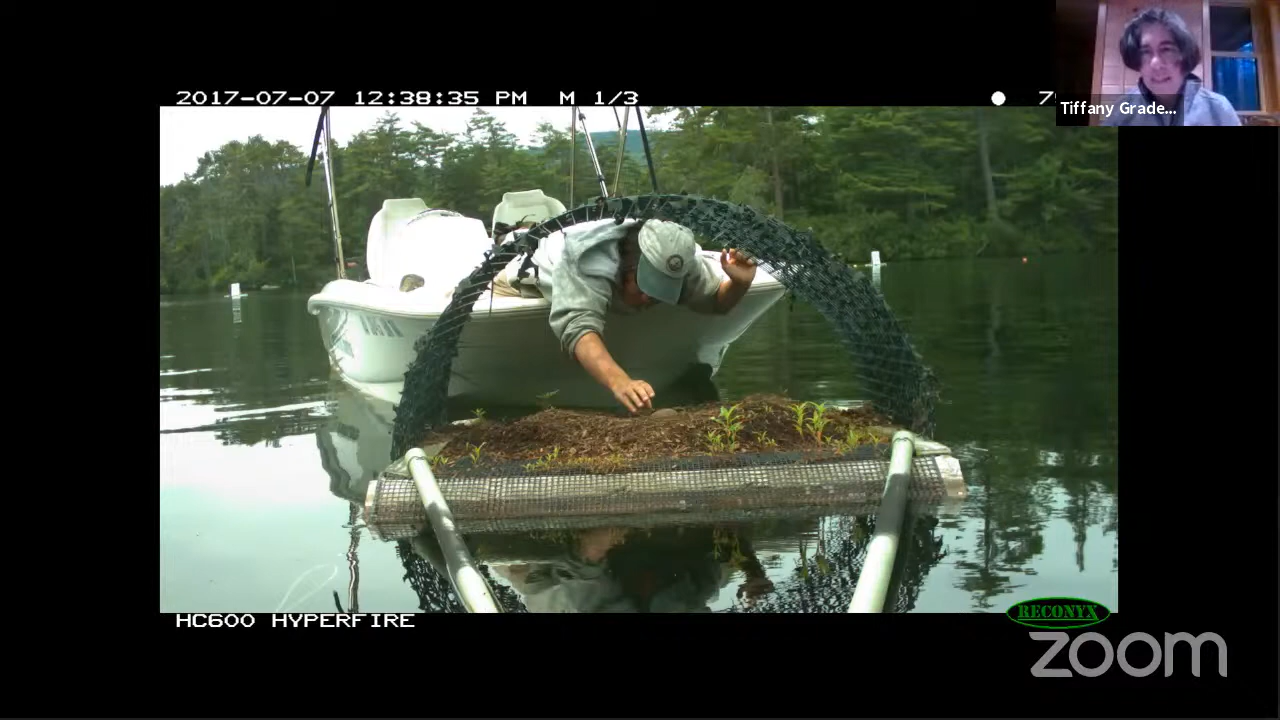 2017-07-07 12:38:35 PM M 1/3
Tiffany Grade...
HC600 HYPERFIRE
RECONYX
zoom